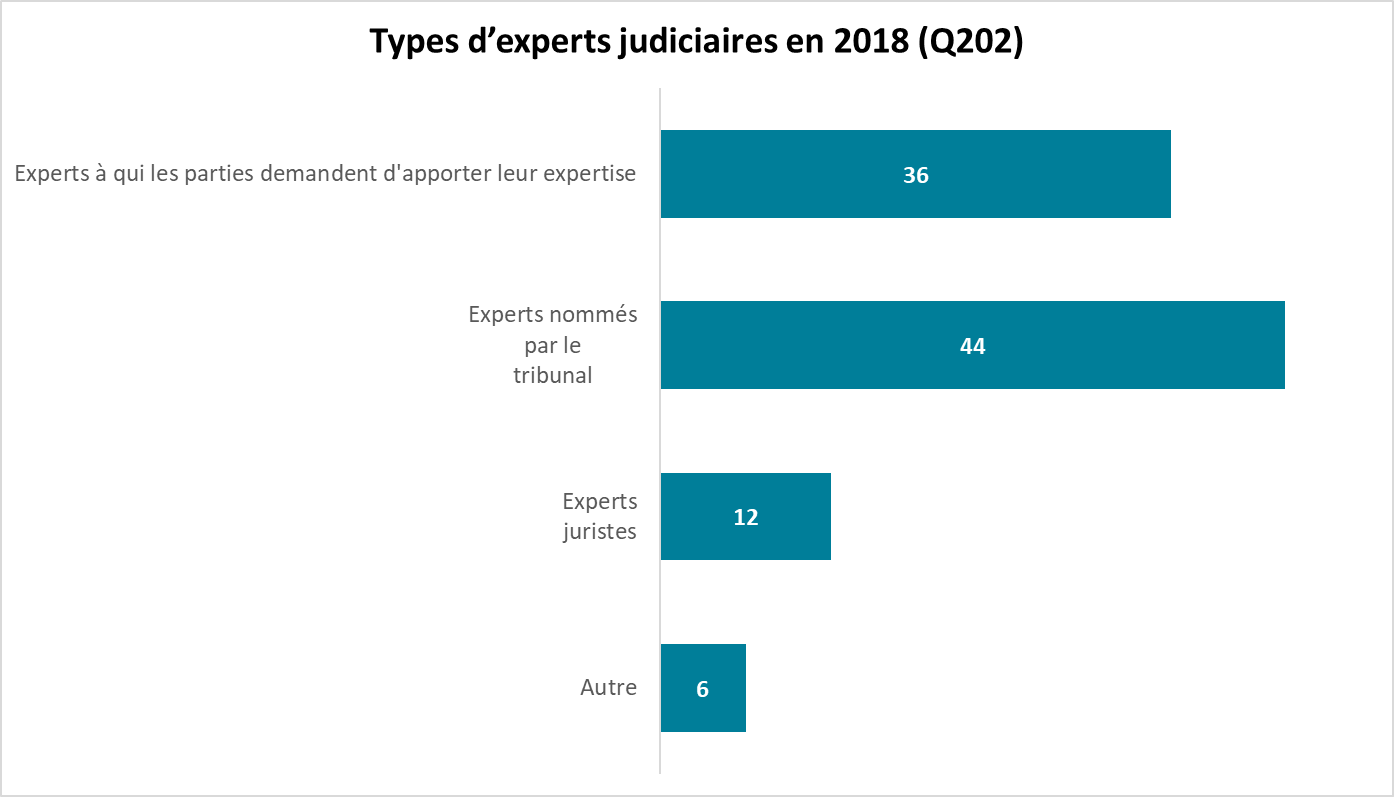 Types d’experts judiciaires en 2018 (Q202)
Experts à qui les parties demandent d'apporter leur expertise
36
Experts nommés
par le
tribunal
44
Experts
juristes
12
Autre
6